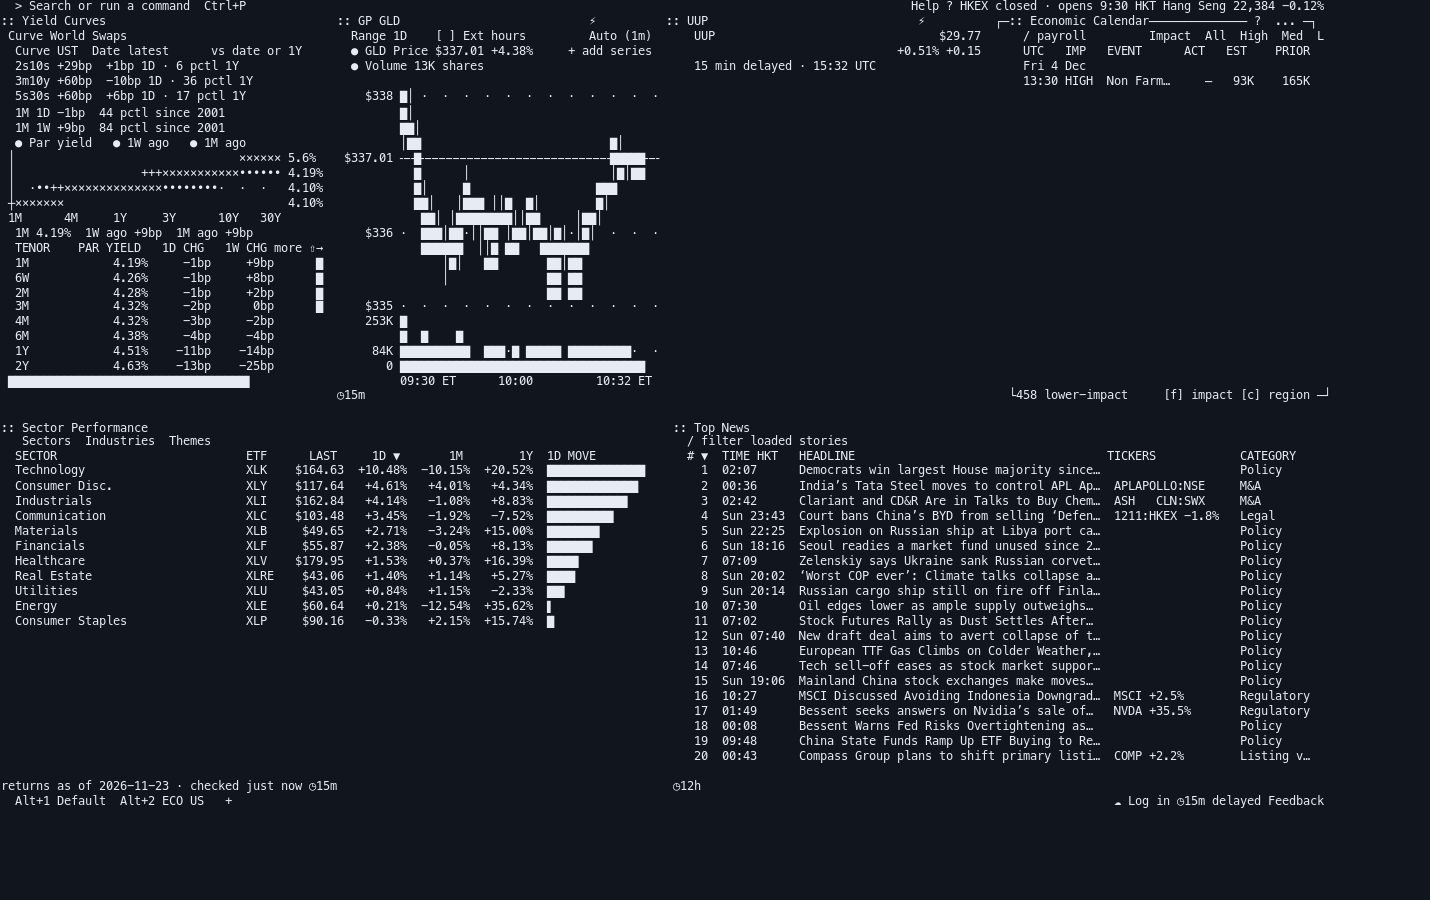 > Search or run a command  Ctrl+P
Help ? HKEX closed · opens 9:30 HKT Hang Seng 22,384 −0.12%
:: Yield Curves
Curve World Swaps
Curve UST  Date latest  vs date or 1Y
2s10s +29bp  +1bp 1D · 6 pctl 1Y
3m10y +60bp  −10bp 1D · 36 pctl 1Y
5s30s +60bp  +6bp 1D · 17 pctl 1Y
1M 1D −1bp  44 pctl since 2001
1M 1W +9bp  84 pctl since 2001
● Par yield  ● 1W ago  ● 1M ago
5.6%
4.19%
4.10%
4.10%
1M  4M  1Y  3Y  10Y  30Y
1M 4.19%  1W ago +9bp  1M ago +9bp
TENOR  PAR YIELD  1D CHG  1W CHG more ⇧→
1M  4.19%  −1bp  +9bp
6W  4.26%  −1bp  +8bp
2M  4.28%  −1bp  +2bp
3M  4.32%  −2bp  0bp
4M  4.32%  −3bp  −2bp
6M  4.38%  −4bp  −4bp
1Y  4.51%  −11bp  −14bp
2Y  4.63%  −13bp  −25bp
:: GP GLD ⚡
Range 1D  [ ] Ext hours  Auto (1m)
● GLD Price $337.01 +4.38%  + add series
● Volume 13K shares
$338
$337.01
$336
$335
253K
84K
0
09:30 ET  10:00  10:32 ET
◷15m
:: UUP ⚡
UUP  $29.77
+0.51% +0.15
15 min delayed · 15:32 UTC
:: Economic Calendar ? ...
/ payroll  Impact  All  High  Med  L
UTC  IMP  EVENT  ACT  EST  PRIOR
Fri 4 Dec
13:30 HIGH  Non Farm…  —  93K  165K
458 lower−impact  [f] impact [c] region
:: Sector Performance
Sectors  Industries  Themes
SECTOR  ETF  LAST  1D ▼  1M  1Y  1D MOVE
Technology  XLK  $164.63  +10.48%  −10.15%  +20.52%
Consumer Disc.  XLY  $117.64  +4.61%  +4.01%  +4.34%
Industrials  XLI  $162.84  +4.14%  −1.08%  +8.83%
Communication  XLC  $103.48  +3.45%  −1.92%  −7.52%
Materials  XLB  $49.65  +2.71%  −3.24%  +15.00%
Financials  XLF  $55.87  +2.38%  −0.05%  +8.13%
Healthcare  XLV  $179.95  +1.53%  +0.37%  +16.39%
Real Estate  XLRE  $43.06  +1.40%  +1.14%  +5.27%
Utilities  XLU  $43.05  +0.84%  +1.15%  −2.33%
Energy  XLE  $60.64  +0.21%  −12.54%  +35.62%
Consumer Staples  XLP  $90.16  −0.33%  +2.15%  +15.74%
:: Top News
/ filter loaded stories
# ▼  TIME HKT  HEADLINE  TICKERS  CATEGORY
1  02:07  Democrats win largest House majority since…  Policy
2  00:36  India’s Tata Steel moves to control APL Ap…  APLAPOLLO:NSE  M&A
3  02:42  Clariant and CD&R Are in Talks to Buy Chem…  ASH  CLN:SWX  M&A
4  Sun 23:43  Court bans China’s BYD from selling ‘Defen…  1211:HKEX −1.8%  Legal
5  Sun 22:25  Explosion on Russian ship at Libya port ca…  Policy
6  Sun 18:16  Seoul readies a market fund unused since 2…  Policy
7  07:09  Zelenskiy says Ukraine sank Russian corvet…  Policy
8  Sun 20:02  ‘Worst COP ever’: Climate talks collapse a…  Policy
9  Sun 20:14  Russian cargo ship still on fire off Finla…  Policy
10  07:30  Oil edges lower as ample supply outweighs…  Policy
11  07:02  Stock Futures Rally as Dust Settles After…  Policy
12  Sun 07:40  New draft deal aims to avert collapse of t…  Policy
13  10:46  European TTF Gas Climbs on Colder Weather,…  Policy
14  07:46  Tech sell−off eases as stock market suppor…  Policy
15  Sun 19:06  Mainland China stock exchanges make moves…  Policy
16  10:27  MSCI Discussed Avoiding Indonesia Downgrad…  MSCI +2.5%  Regulatory
17  01:49  Bessent seeks answers on Nvidia’s sale of…  NVDA +35.5%  Regulatory
18  00:08  Bessent Warns Fed Risks Overtightening as…  Policy
19  09:48  China State Funds Ramp Up ETF Buying to Re…  Policy
20  00:43  Compass Group plans to shift primary listi…  COMP +2.2%  Listing v…
returns as of 2026−11−23 · checked just now ◷15m
◷12h
Alt+1 Default  Alt+2 ECO US  +
☁ Log in ◷15m delayed Feedback